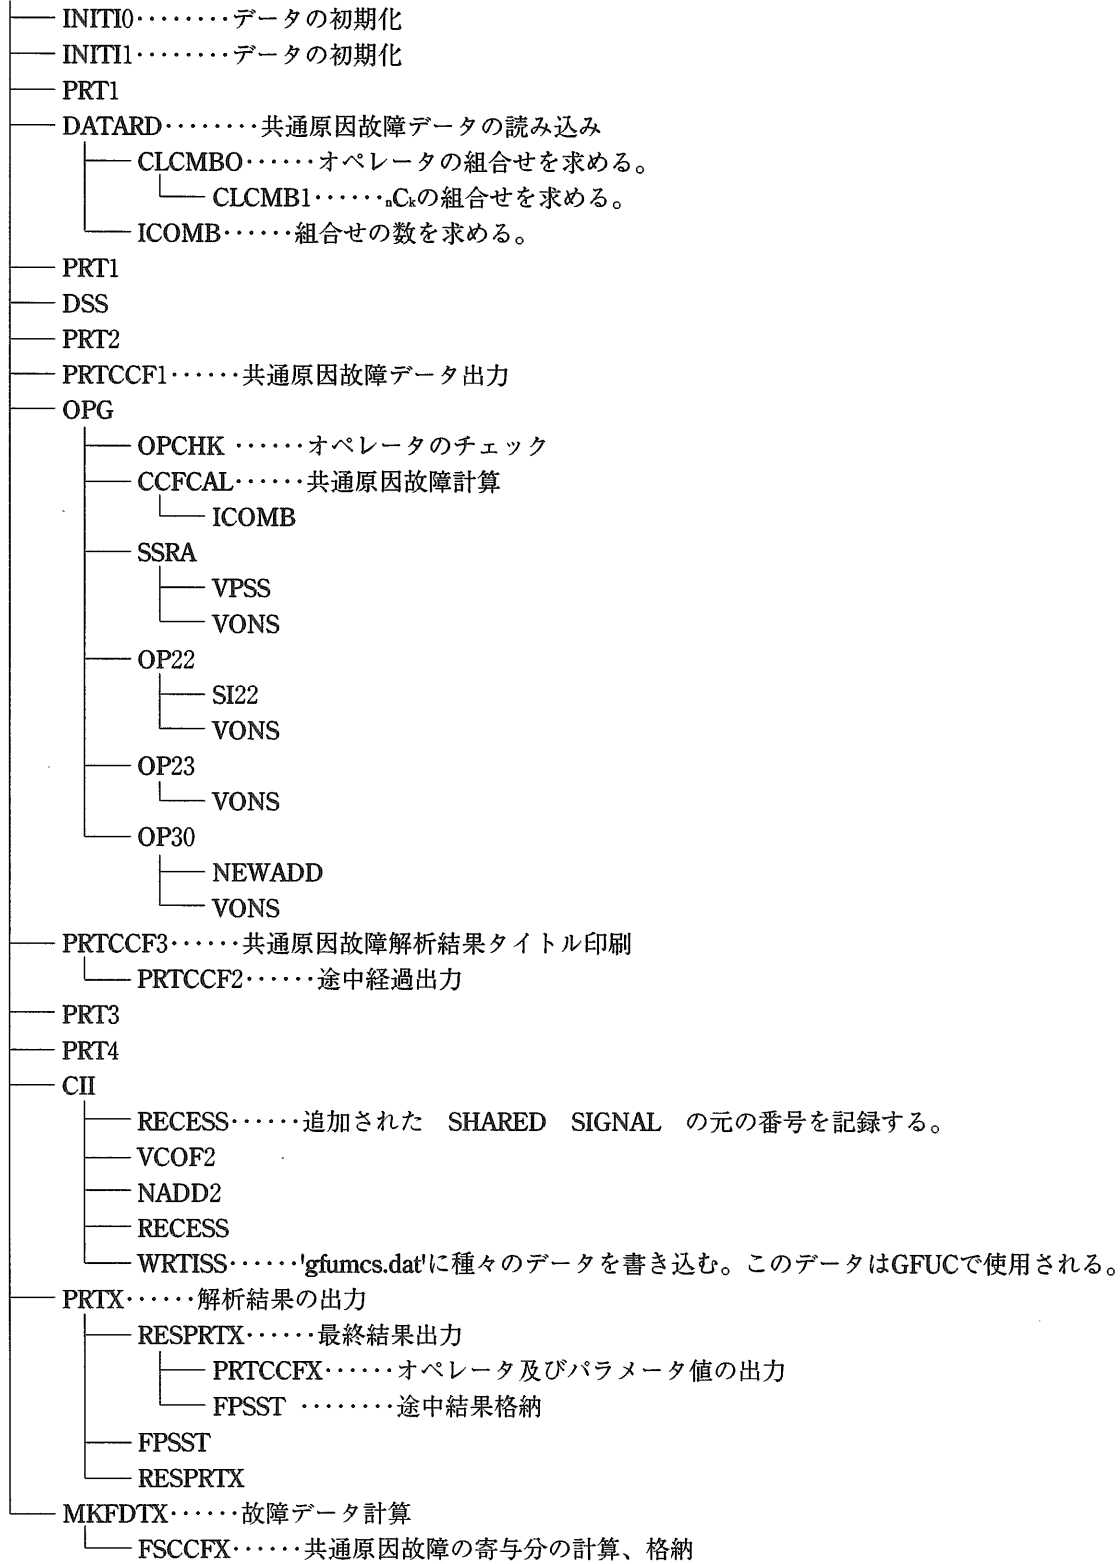 INITI0········データの初期化
INITI1········データの初期化
PRT1
DATARD········共通原因故障データの読み込み
CLCMBO······オペレータの組合せを求める。
CLCMB1······nCkの組合せを求める。
ICOMB······組合せの数を求める。
PRT1
DSS
PRT2
PRTCCF1······共通原因故障データ出力
OPG
OPCHK ······オペレータのチェック
CCFCAL······共通原因故障計算
ICOMB
SSRA
VPSS
VONS
OP22
SI22
VONS
OP23
VONS
OP30
NEWADD
VONS
PRTCCF3······共通原因故障解析結果タイトル印刷
PRTCCF2······途中経過出力
PRT3
PRT4
CII
RECESS······追加された　SHARED　SIGNAL　の元の番号を記録する。
VCOF2
NADD2
RECESS
WRTISS······'gfumcs.dat'に種々のデータを書き込む。このデータはGFUCで使用される。
PRTX······解析結果の出力
RESPRTX······最終結果出力
PRTCCFX······オペレータ及びパラメータ値の出力
FPSST ········途中結果格納
FPSST
RESPRTX
MKFDTX······故障データ計算
FSCCFX······共通原因故障の寄与分の計算、格納